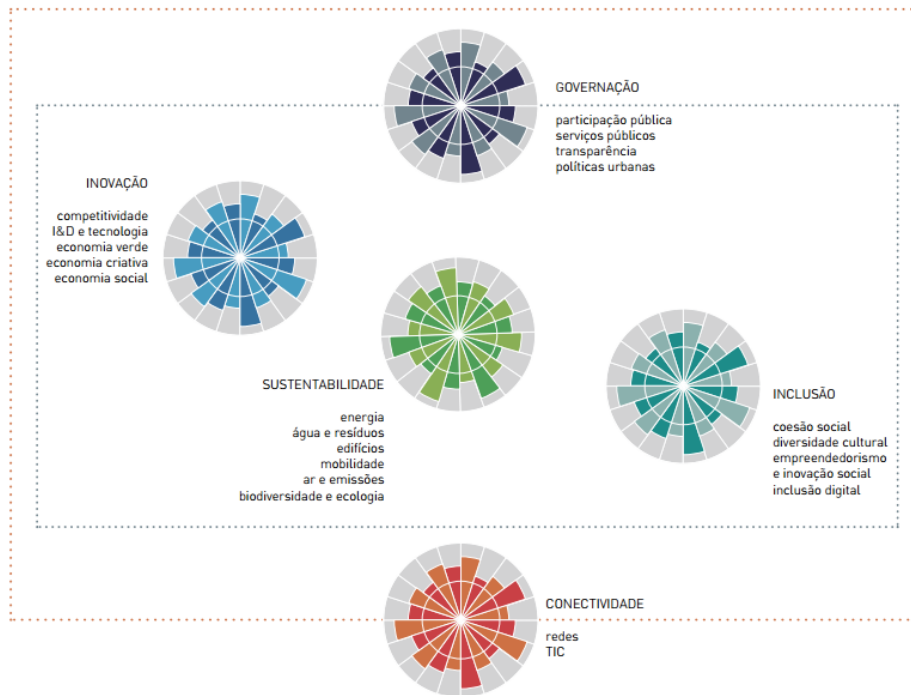 GOVERNAÇÃO
participação pública
serviços públicos
transparência
políticas urbanas
INOVAÇÃO
competitividade
I&D e tecnologia
economia verde
economia criativa
economia social
SUSTENTABILIDADE
energia
água e resíduos
edifícios
mobilidade
ar e emissões
biodiversidade e ecologia
INCLUSÃO
coesão social
diversidade cultural
empreendedorismo
e inovação social
inclusão digital
CONECTIVIDADE
redes
TIC